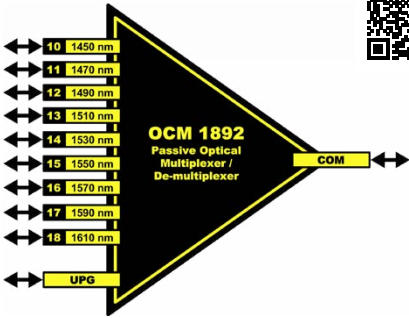 10 1450 nm
11 1470 nm
12 1490 nm
13 1510 nm
14 1530 nm
15 1550 nm
16 1570 nm
17 1590 nm
18 1610 nm
UPG
OCM 1892
Passive Optical
Multiplexer /
De-multiplexer
COM